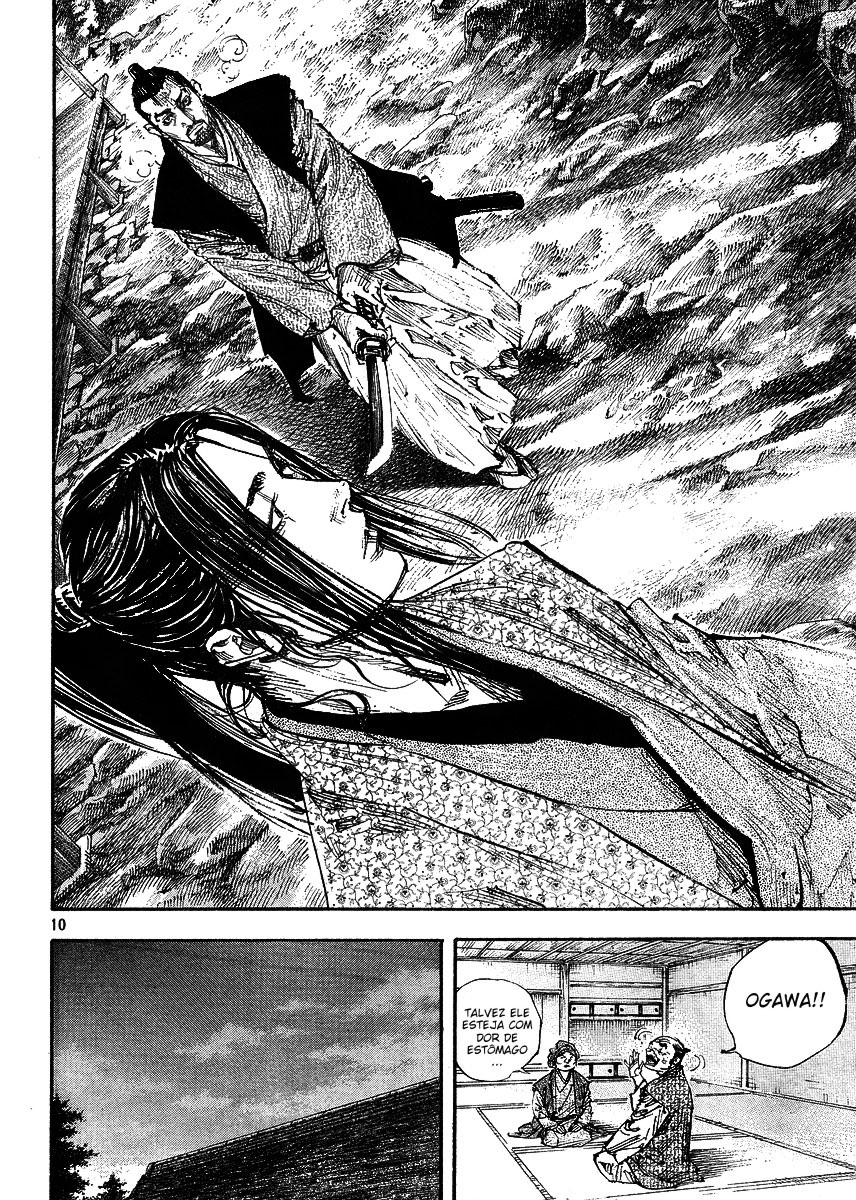 10
TALVEZ ELE
ESTEJA COM
DOR DE
ESTÔMAGO
...
OGAWA!!